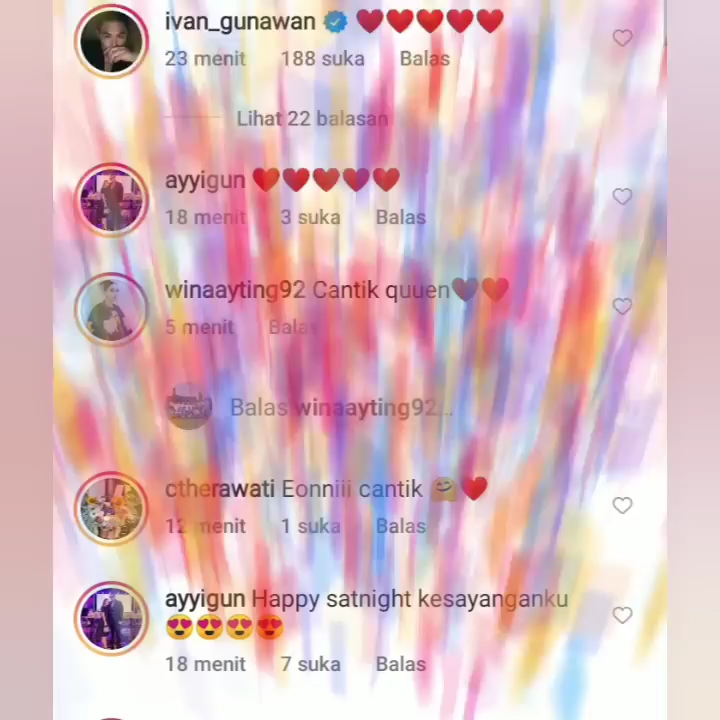 ivan_gunawan ❤❤❤❤❤
23 menit 188 suka Balas
Lihat 22 balasan
ayyigun ❤❤❤❤❤
18 menit 3 suka Balas
winaayting92 Cantik quuen❤❤
5 menit Balas
Balas winaayting92...
ctherawati Eonniii cantik 🤗❤
12 menit 1 suka Balas
ayyigun Happy satnight kesayanganku
😍😍😍😍
18 menit 7 suka Balas